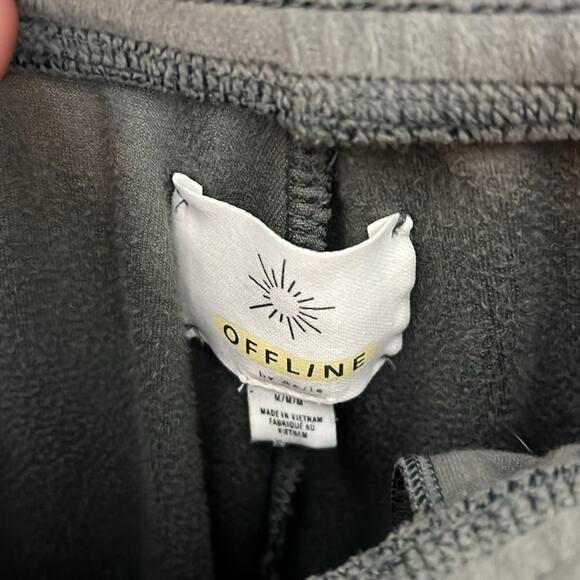 OFFLINE
by Aerie
M/M/M
MADE IN VIETNAM
FABRIQUÉ AU
VIETNAM